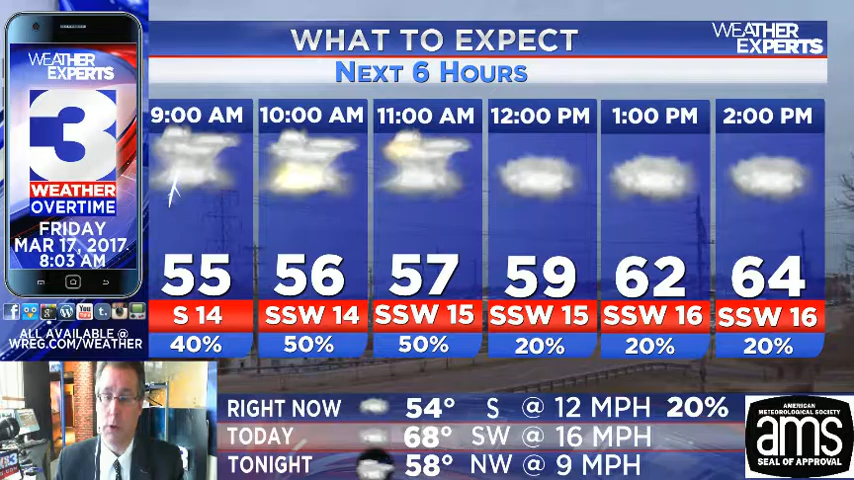 WHAT TO EXPECT
NEXT 6 HOURS
WEATHER
EXPERTS
WEATHER
EXPERTS
3
WEATHER
OVERTIME
FRIDAY
MAR 17, 2017
8:03 AM
ALL AVAILABLE @
WREG.COM/WEATHER
9:00 AM 10:00 AM 11:00 AM 12:00 PM 1:00 PM 2:00 PM
55 56 57 59 62 64
S 14 SSW 14 SSW 15 SSW 15 SSW 16 SSW 16
40% 50% 50% 20% 20% 20%
RIGHT NOW 54° S @ 12 MPH 20%
TODAY 68° SW @ 16 MPH
TONIGHT 58° NW @ 9 MPH
AMERICAN
METEOROLOGICAL SOCIETY
ams
SEAL OF APPROVAL
You
3